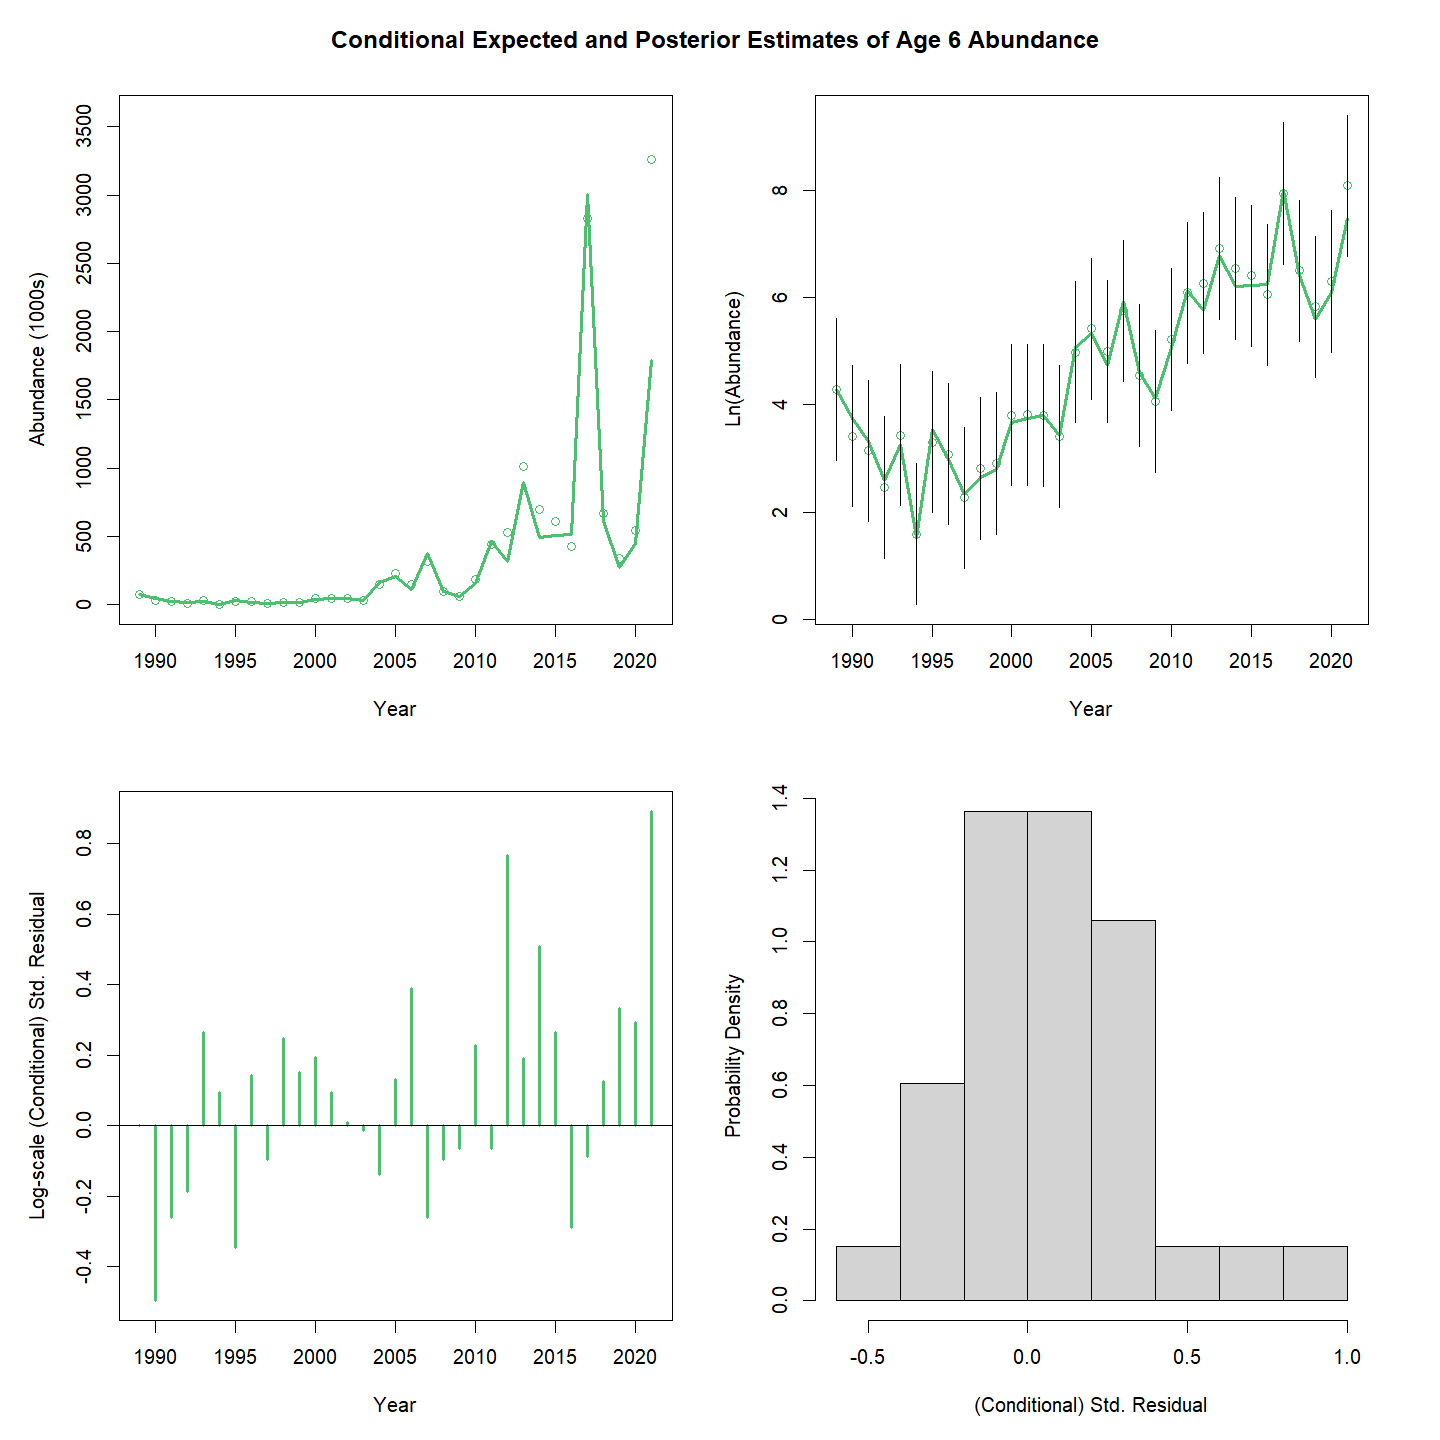 Conditional Expected and Posterior Estimates of Age 6 Abundance
Abundance (1000s)
3500
3000
2500
2000
1500
1000
500
0
1990 1995 2000 2005 2010 2015 2020
Year
Ln(Abundance)
8
6
4
2
0
1990 1995 2000 2005 2010 2015 2020
Year
Log-scale (Conditional) Std. Residual
0.8
0.6
0.4
0.2
0.0
-0.2
-0.4
1990 1995 2000 2005 2010 2015 2020
Year
Probability Density
1.4
1.2
1.0
0.8
0.6
0.4
0.2
0.0
-0.5 0.0 0.5 1.0
(Conditional) Std. Residual